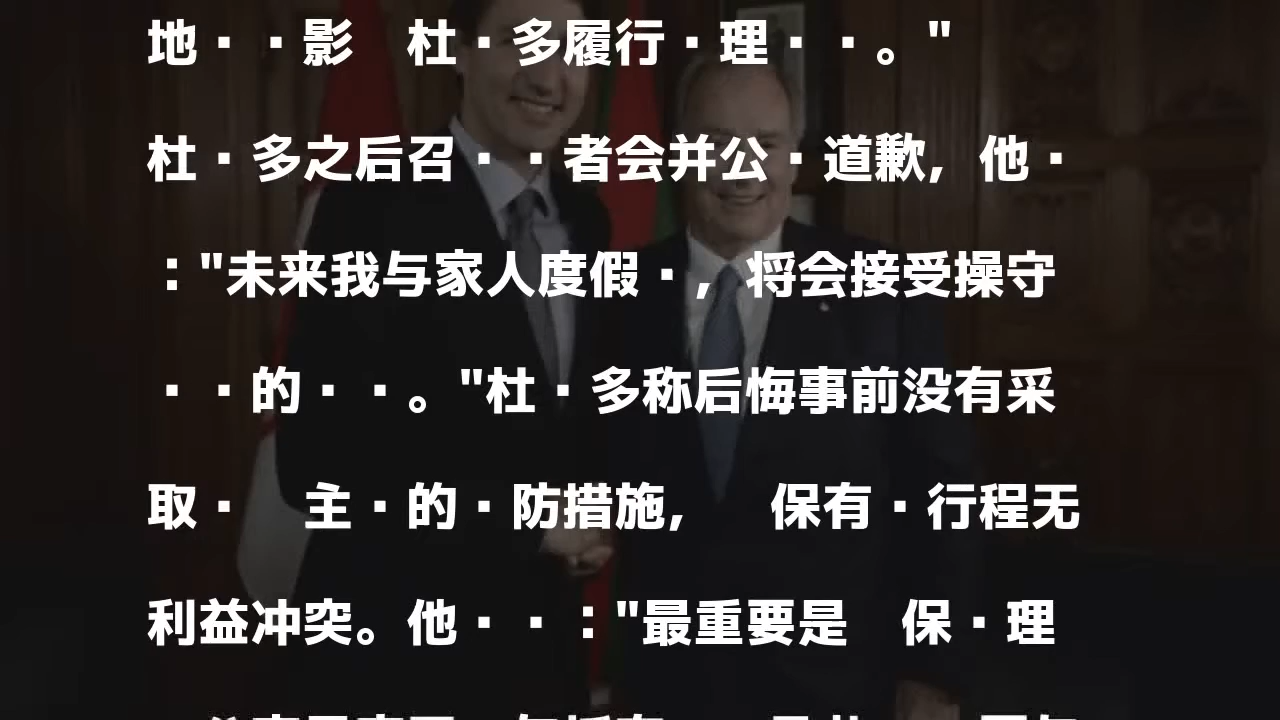 地··影 杜·多履行·理··。"
杜·多之后召··者会并公·道歉, 他·
:"未来我与家人度假·, 将会接受操守
··的··。"杜·多称后悔事前没有采
取· 主·的·防措施, 保有·行程无
利益冲突。他··:"最重要是 保·理